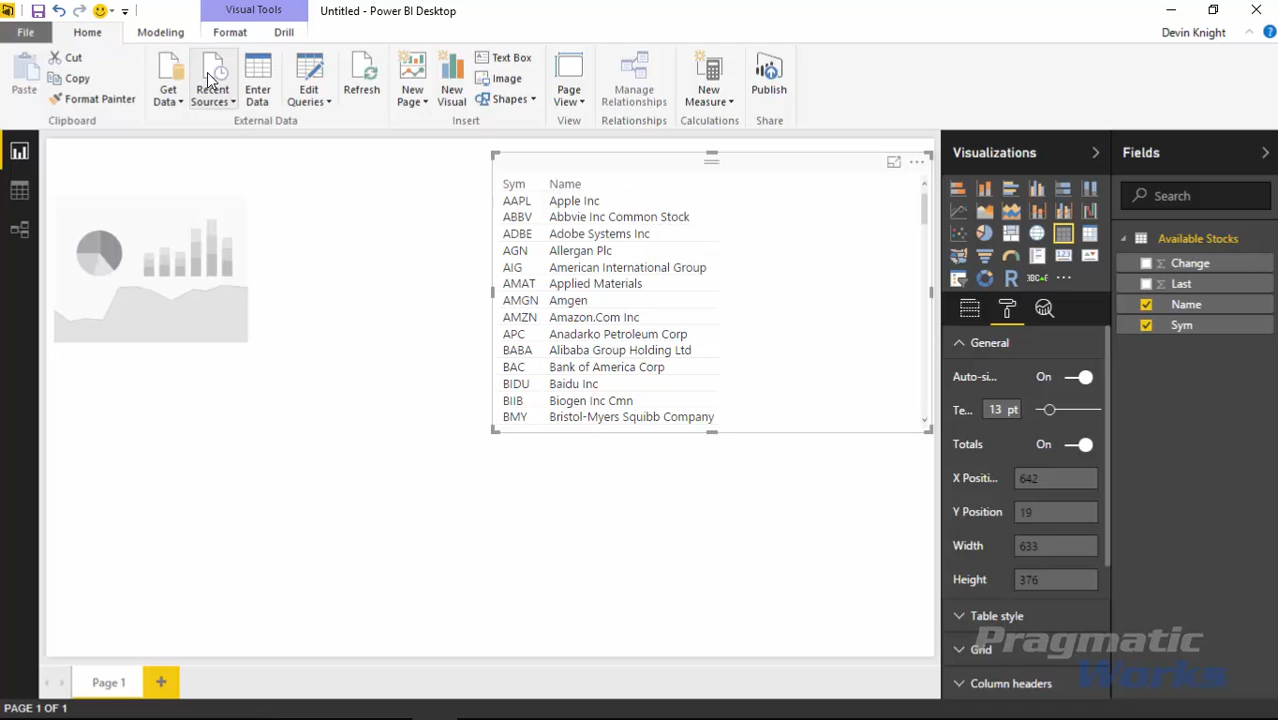 Visual Tools
Untitled - Power BI Desktop
File
Home
Modeling
Format
Drill
Devin Knight
Paste
Cut
Copy
Format Painter
Clipboard
Get Data
Recent Sources
Enter Data
Edit Queries
Refresh
External Data
New Page
New Visual
Text Box
Image
Shapes
Insert
Page View
View
Manage Relationships
Relationships
New Measure
Calculations
Publish
Share
Sym Name
AAPL Apple Inc
ABBV Abbvie Inc Common Stock
ADBE Adobe Systems Inc
AGN Allergan Plc
AIG American International Group
AMAT Applied Materials
AMGN Amgen
AMZN Amazon.Com Inc
APC Anadarko Petroleum Corp
BABA Alibaba Group Holding Ltd
BAC Bank of America Corp
BIDU Baidu Inc
BIIB Biogen Inc Cmn
BMY Bristol-Myers Squibb Company
Visualizations
R
General
Auto-si... On
Te... 13 pt
Totals On
X Positi... 642
Y Position 19
Width 633
Height 376
Table style
Grid
Column headers
Fields
Search
Available Stocks
Change
Last
Name
Sym
Pragmatic
Works
Page 1
PAGE 1 OF 1